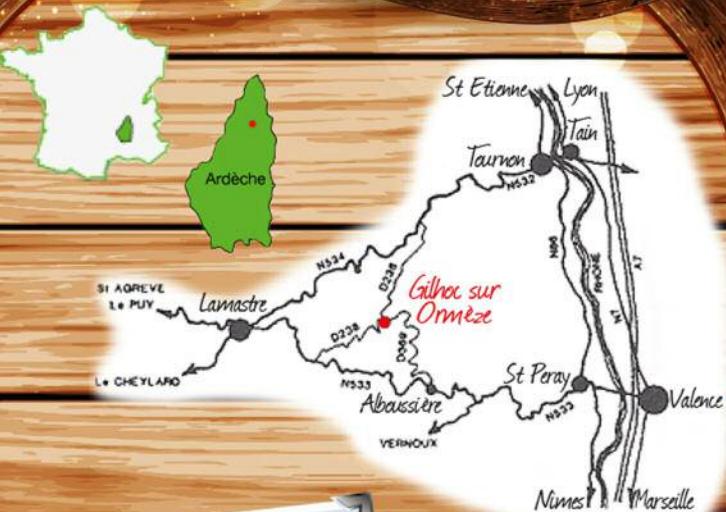 Ardèche
St Etienne
Lyon
Tain
Tournon
N532
N86
RHONE
A7
N7
N534
D238
Gilhoc sur
Ormèze
St AGREVE
Le PUY
Lamastre
D238
D369
Le CHEYLARD
N533
Alboussière
St Peray
Valence
N533
VERNOUX
Nimes
Marseille